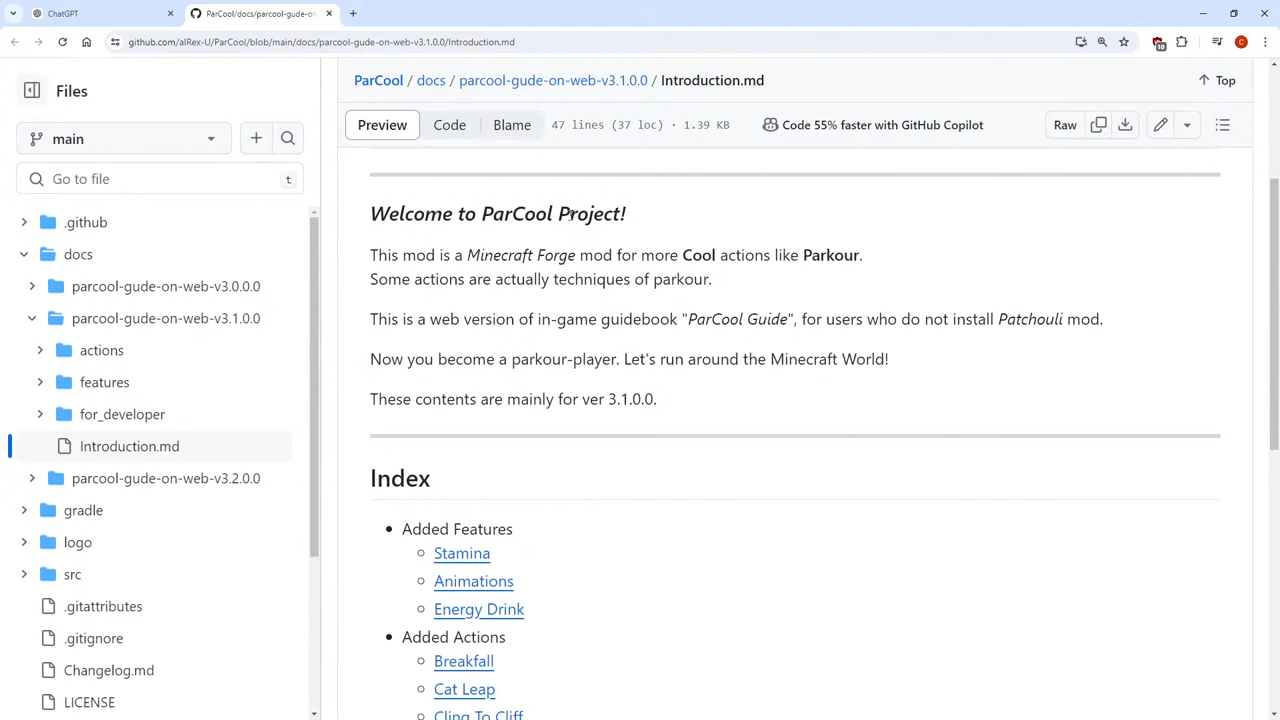 ChatGPT
ParCool/docs/parcool-gude-on-
github.com/alRex-U/ParCool/blob/main/docs/parcool-gude-on-web-v3.1.0.0/Introduction.md
10
C
Files
main
Go to file
t
.github
docs
parcool-gude-on-web-v3.0.0.0
parcool-gude-on-web-v3.1.0.0
actions
features
for_developer
Introduction.md
parcool-gude-on-web-v3.2.0.0
gradle
logo
src
.gitattributes
.gitignore
Changelog.md
LICENSE
ParCool / docs / parcool-gude-on-web-v3.1.0.0 / Introduction.md
Top
Preview Code Blame 47 lines (37 loc) · 1.39 KB Code 55% faster with GitHub Copilot Raw
Welcome to ParCool Project!
This mod is a Minecraft Forge mod for more Cool actions like Parkour.
Some actions are actually techniques of parkour.
This is a web version of in-game guidebook "ParCool Guide", for users who do not install Patchouli mod.
Now you become a parkour-player. Let's run around the Minecraft World!
These contents are mainly for ver 3.1.0.0.
Index
Added Features
Stamina
Animations
Energy Drink
Added Actions
Breakfall
Cat Leap
Cling To Cliff